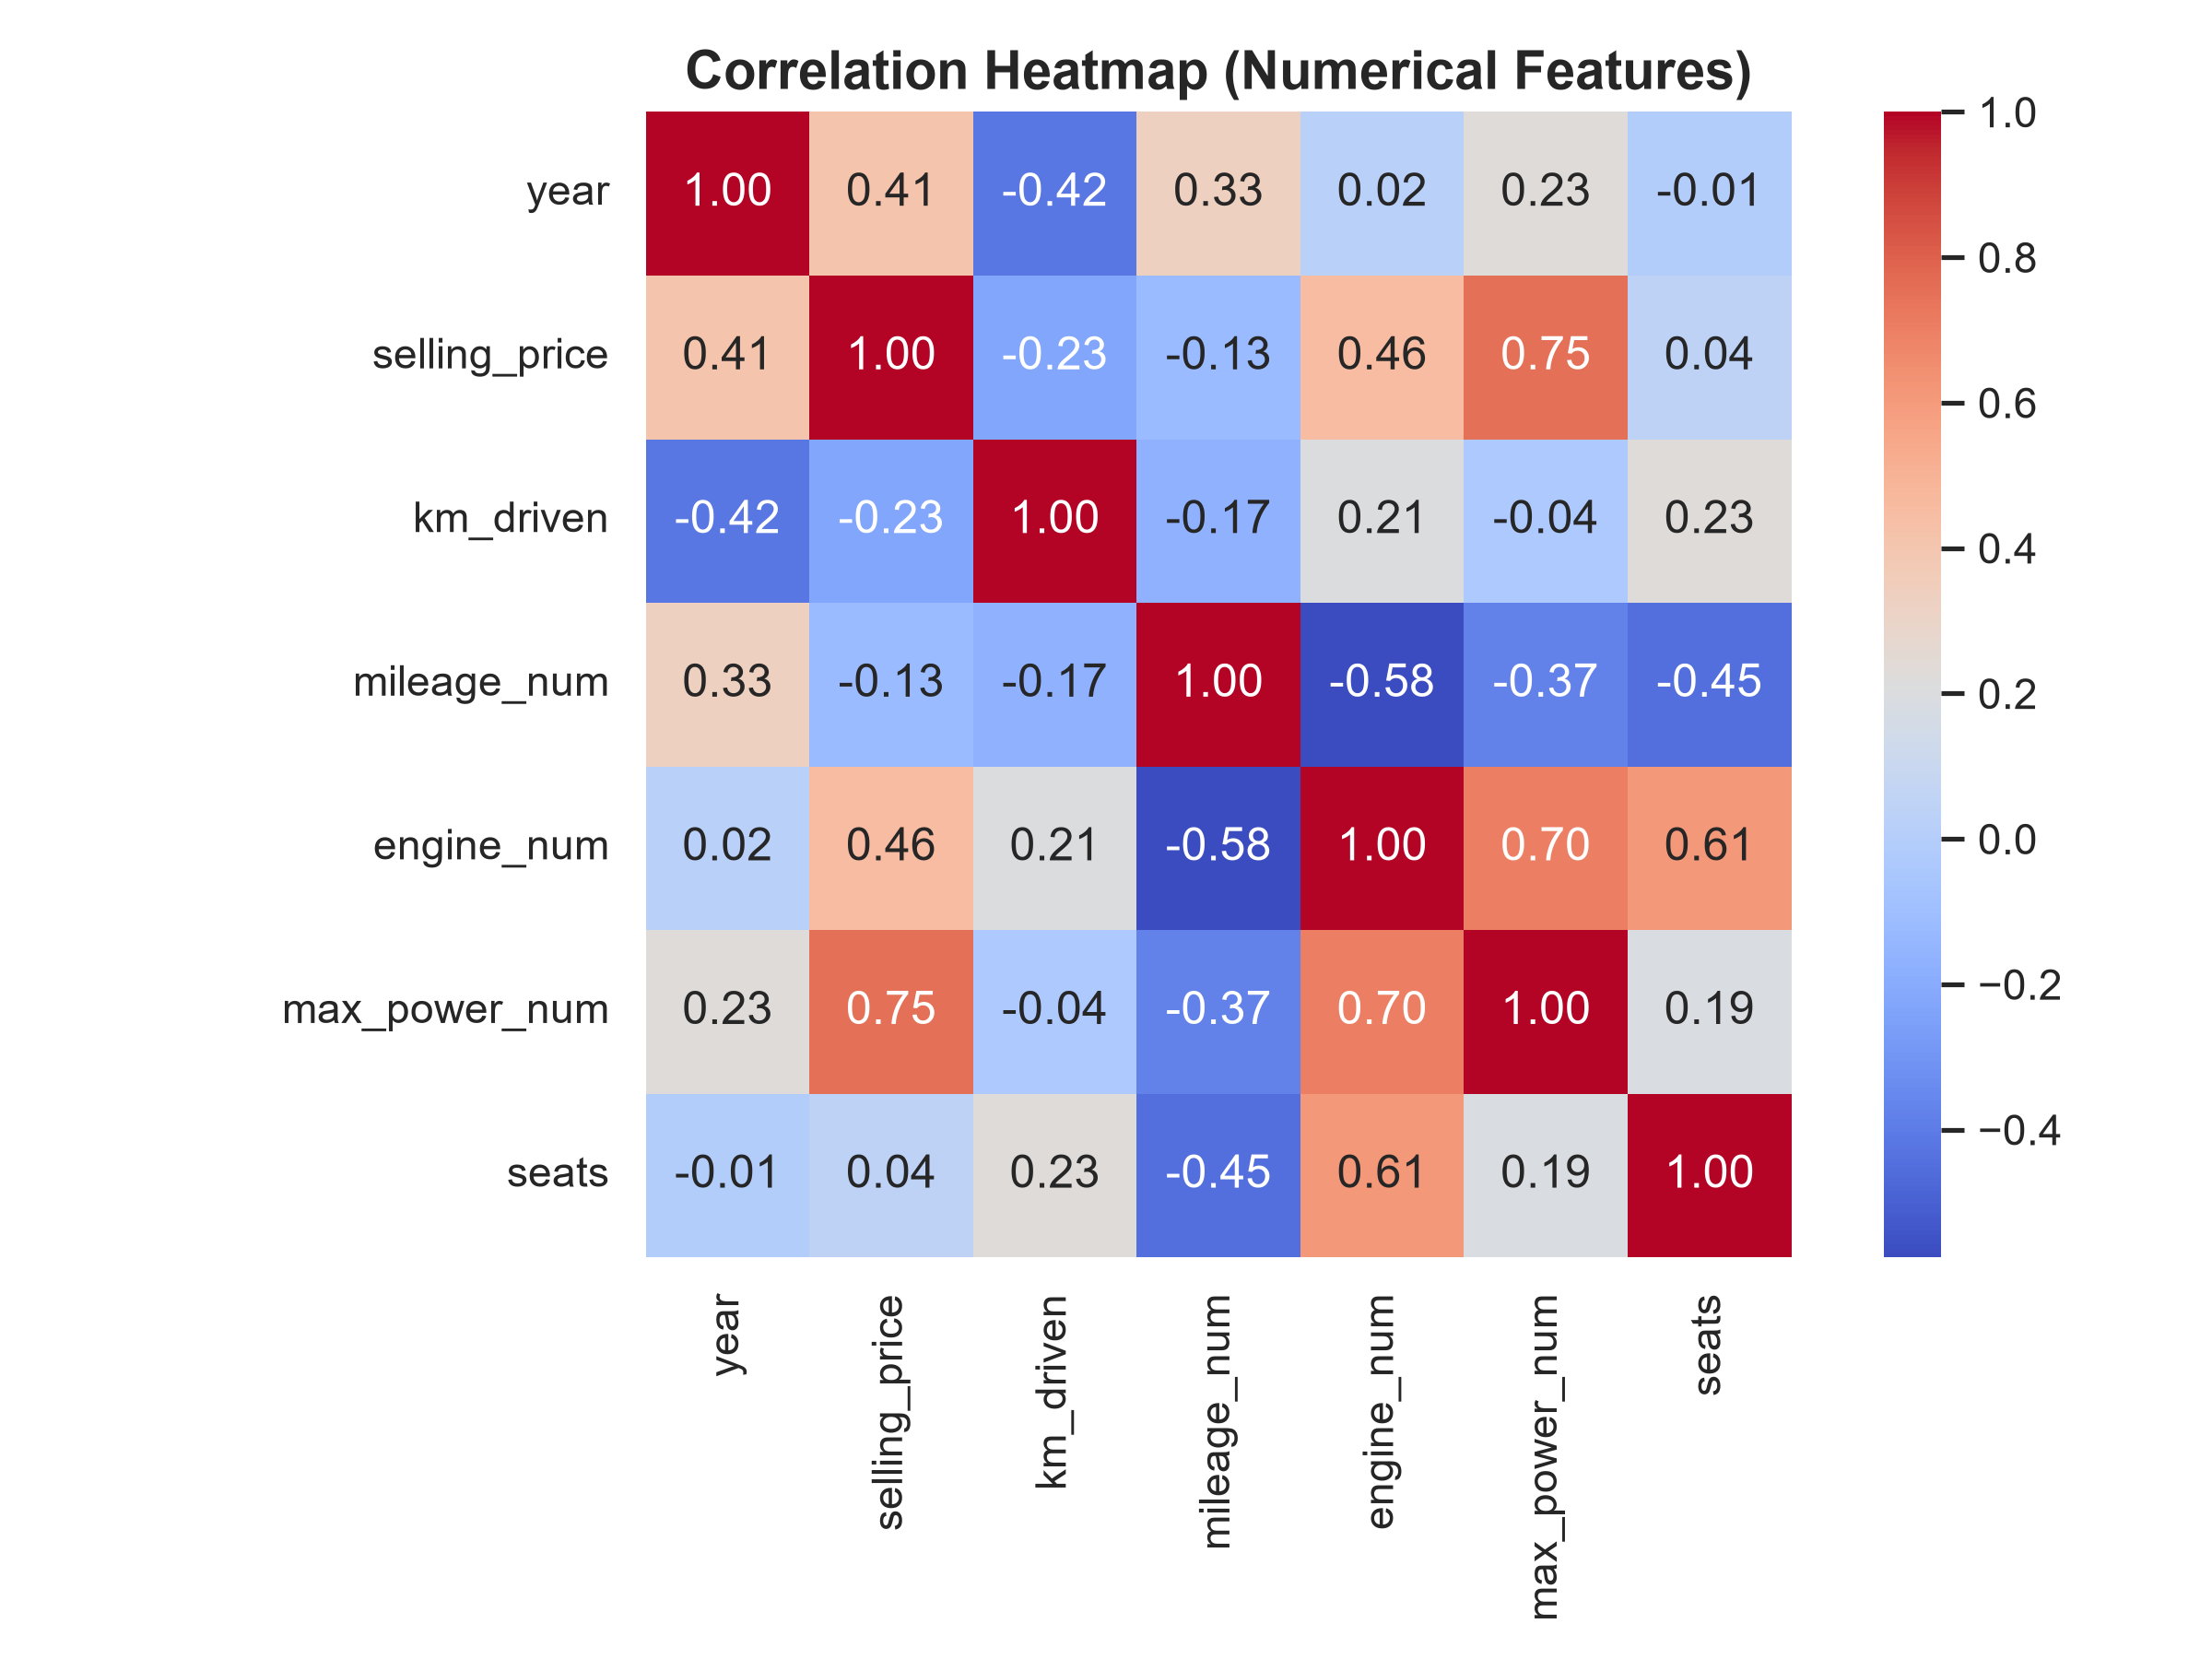 Correlation Heatmap (Numerical Features)
year 1.00 0.41 -0.42 0.33 0.02 0.23 -0.01
selling_price 0.41 1.00 -0.23 -0.13 0.46 0.75 0.04
km_driven -0.42 -0.23 1.00 -0.17 0.21 -0.04 0.23
mileage_num 0.33 -0.13 -0.17 1.00 -0.58 -0.37 -0.45
engine_num 0.02 0.46 0.21 -0.58 1.00 0.70 0.61
max_power_num 0.23 0.75 -0.04 -0.37 0.70 1.00 0.19
seats -0.01 0.04 0.23 -0.45 0.61 0.19 1.00
year
selling_price
km_driven
mileage_num
engine_num
max_power_num
seats
1.0
0.8
0.6
0.4
0.2
0.0
−0.2
−0.4